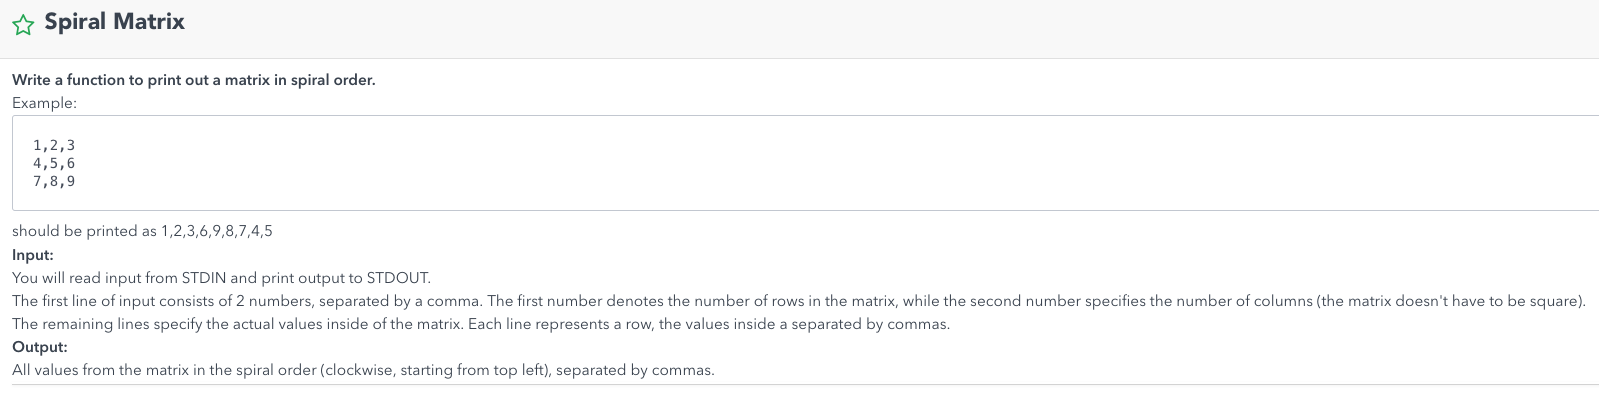 Spiral Matrix
Write a function to print out a matrix in spiral order.
Example:
1,2,3
4,5,6
7,8,9
should be printed as 1,2,3,6,9,8,7,4,5
Input:
You will read input from STDIN and print output to STDOUT.
The first line of input consists of 2 numbers, separated by a comma. The first number denotes the number of rows in the matrix, while the second number specifies the number of columns (the matrix doesn't have to be square).
The remaining lines specify the actual values inside of the matrix. Each line represents a row, the values inside a separated by commas.
Output:
All values from the matrix in the spiral order (clockwise, starting from top left), separated by commas.